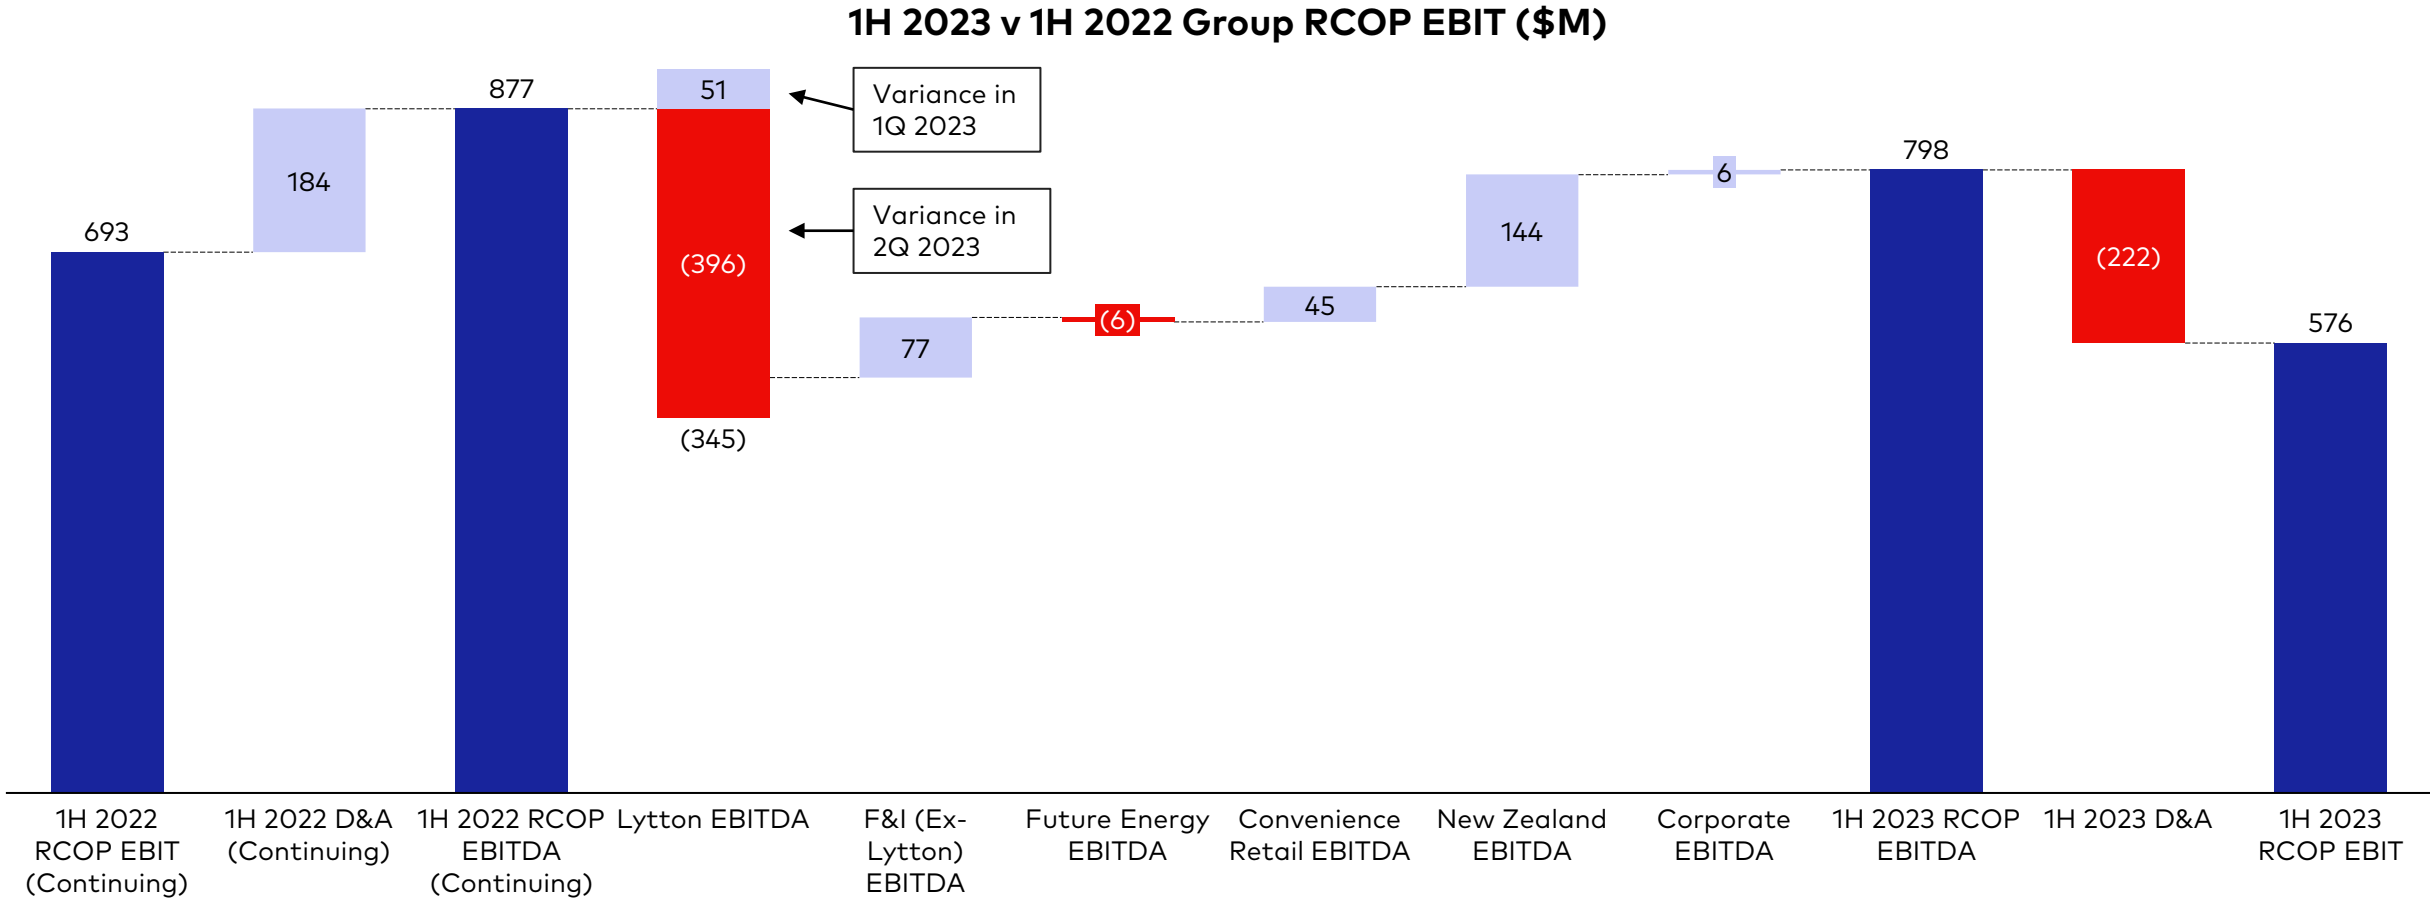 1H 2023 v 1H 2022 Group RCOP EBIT ($M)
693
184
877
51
(396)
(345)
Variance in
1Q 2023
Variance in
2Q 2023
77
(6)
45
144
6
798
(222)
576
1H 2022
RCOP EBIT
(Continuing)
1H 2022 D&A
(Continuing)
1H 2022 RCOP
EBITDA
(Continuing)
Lytton EBITDA
F&I (Ex-
Lytton)
EBITDA
Future Energy
EBITDA
Convenience
Retail EBITDA
New Zealand
EBITDA
Corporate
EBITDA
1H 2023 RCOP
EBITDA
1H 2023 D&A
1H 2023
RCOP EBIT